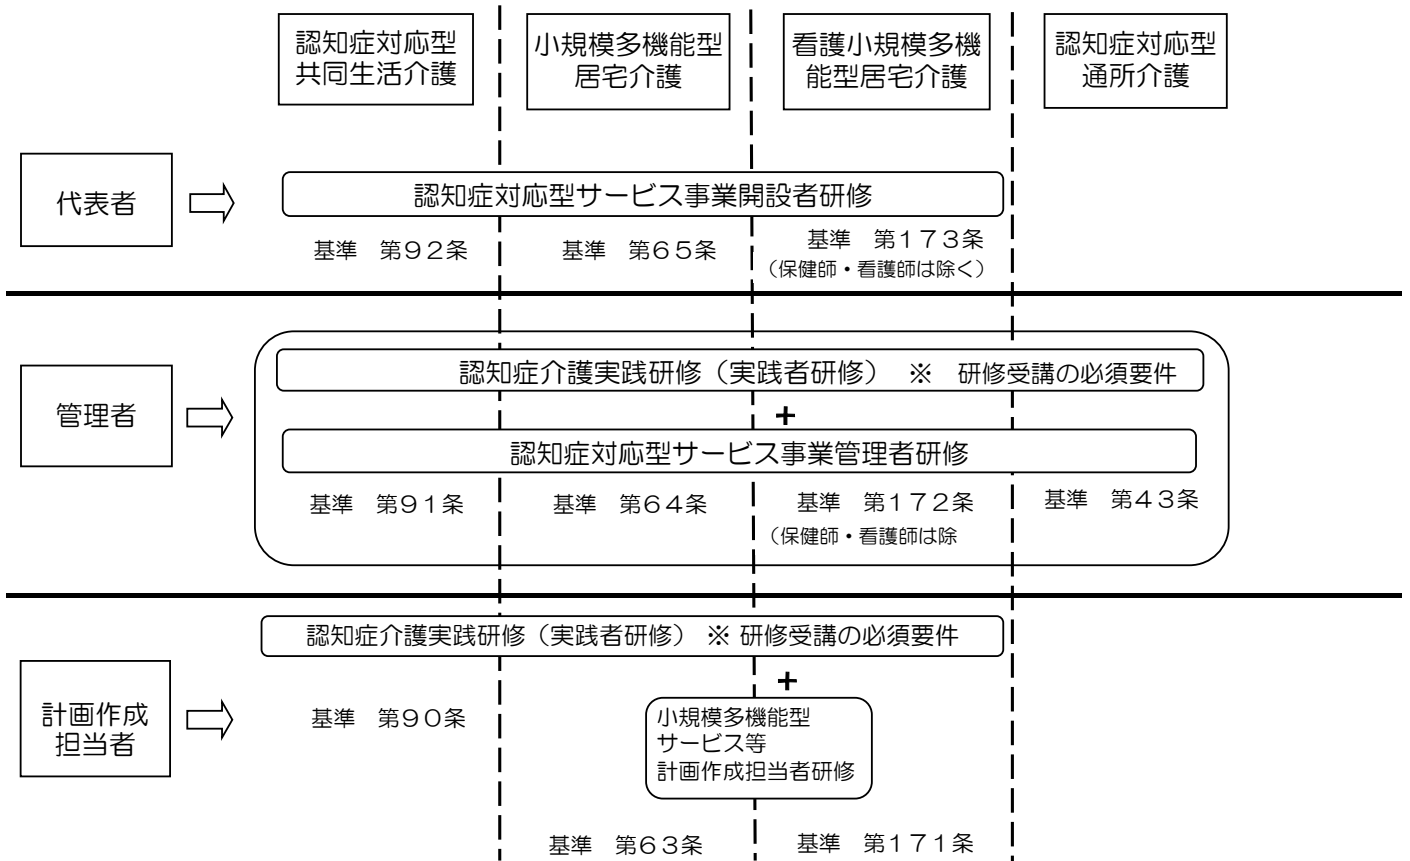 認知症対応型
共同生活介護
小規模多機能型
居宅介護
看護小規模多機
能型居宅介護
認知症対応型
通所介護
代表者
認知症対応型サービス事業開設者研修
基準　第９２条
基準　第６５条
基準　第１７３条
（保健師・看護師は除く）
管理者
認知症介護実践研修（実践者研修）　※　研修受講の必須要件
+
認知症対応型サービス事業管理者研修
基準　第９１条
基準　第６４条
基準　第１７２条
（保健師・看護師は除
基準　第４３条
計画作成
担当者
認知症介護実践研修（実践者研修）　※ 研修受講の必須要件
+
基準　第９０条
小規模多機能型
サービス等
計画作成担当者研修
基準　第６３条
基準　第１７１条